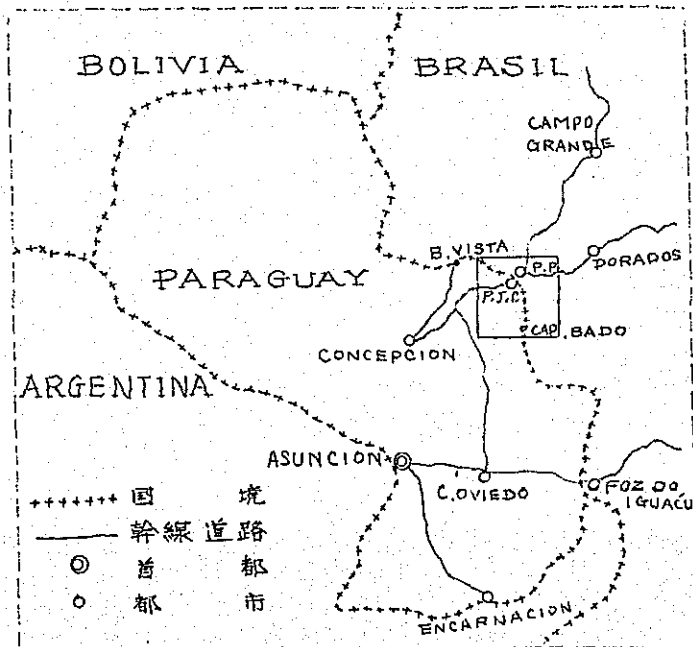 BOLIVIA
BRASIL
CAMPO
GRANDE
B.VISTA
P.P.
DORADOS
PARAGUAY
P.J.C.
CAP.BADO
CONCEPCION
ARGENTINA
ASUNCION
C.OVIEDO
FOZ DO
IGUAÇU
国境
幹線道路
首都
都市
ENCARNACION